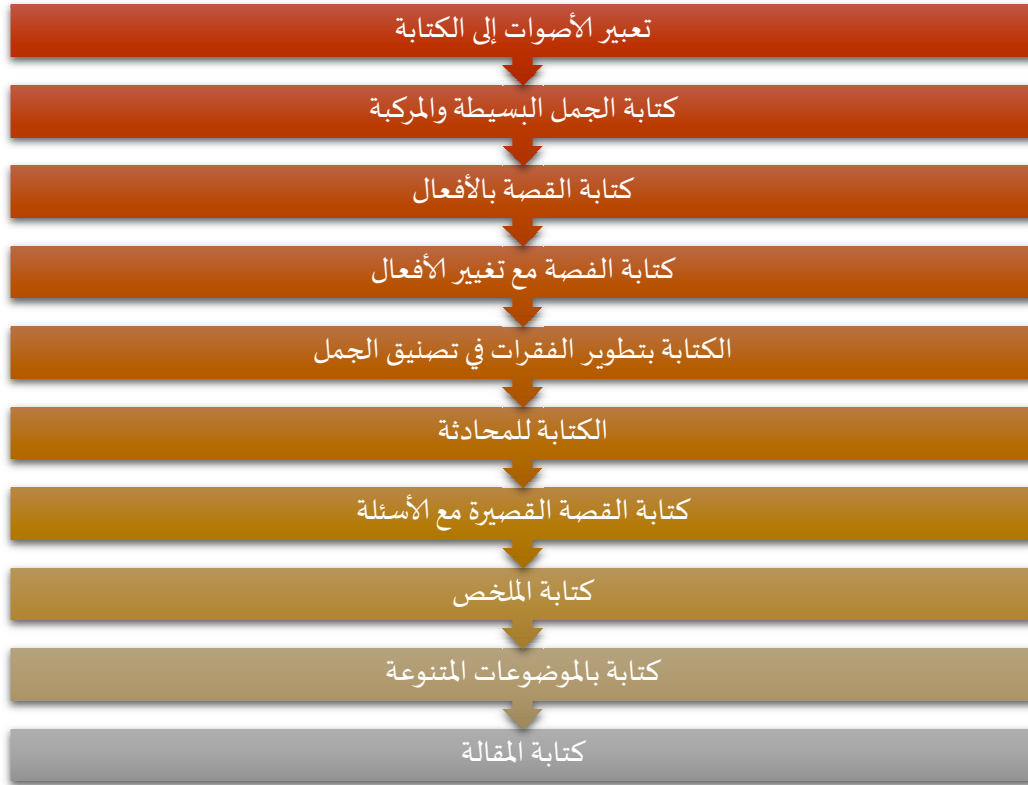 تعبير الأصوات إلى الكتابة
كتابة الجمل البسيطة والمركبة
كتابة القصة بالأفعال
كتابة الفصة مع تغيير الأفعال
الكتابة بتطوير الفقرات في تصنيق الجمل
الكتابة للمحادثة
كتابة القصة القصيرة مع الأسئلة
كتابة الملخص
كتابة بالموضوعات المتنوعة
كتابة المقالة